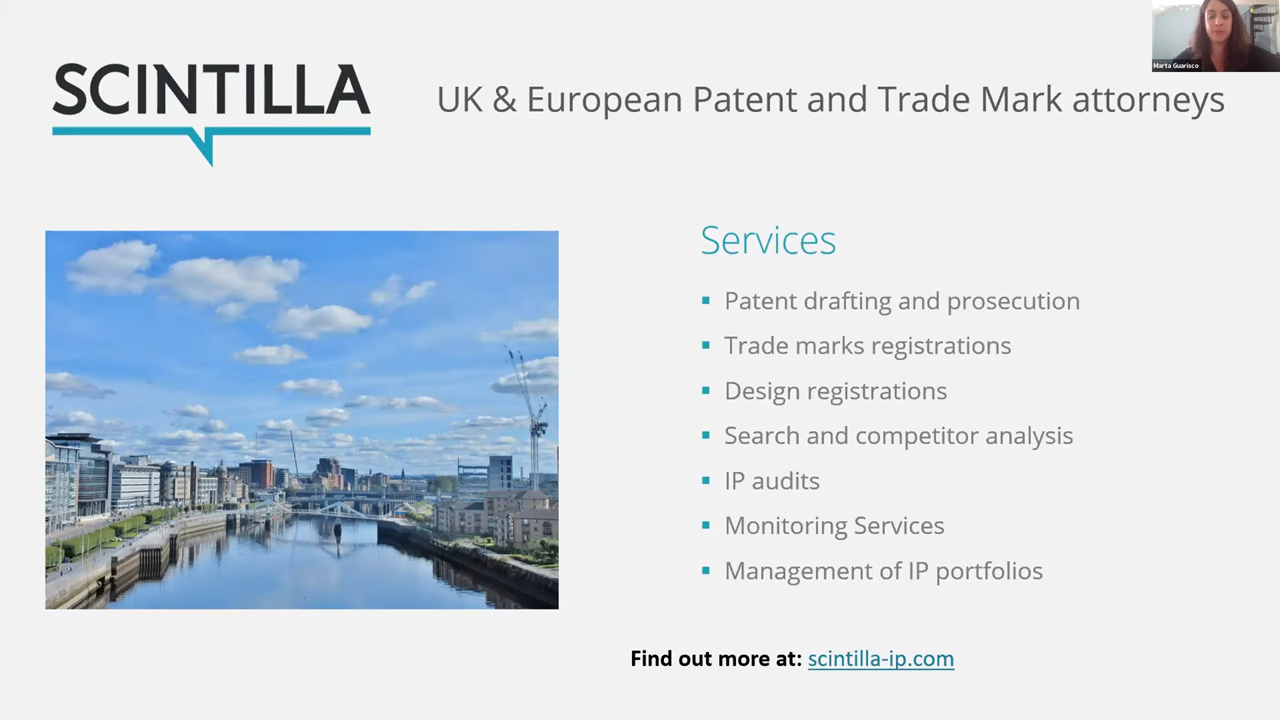 SCINTILLA
UK & European Patent and Trade Mark attorneys
Marta Guarisco
Services
Patent drafting and prosecution
Trade marks registrations
Design registrations
Search and competitor analysis
IP audits
Monitoring Services
Management of IP portfolios
Find out more at: scintilla-ip.com